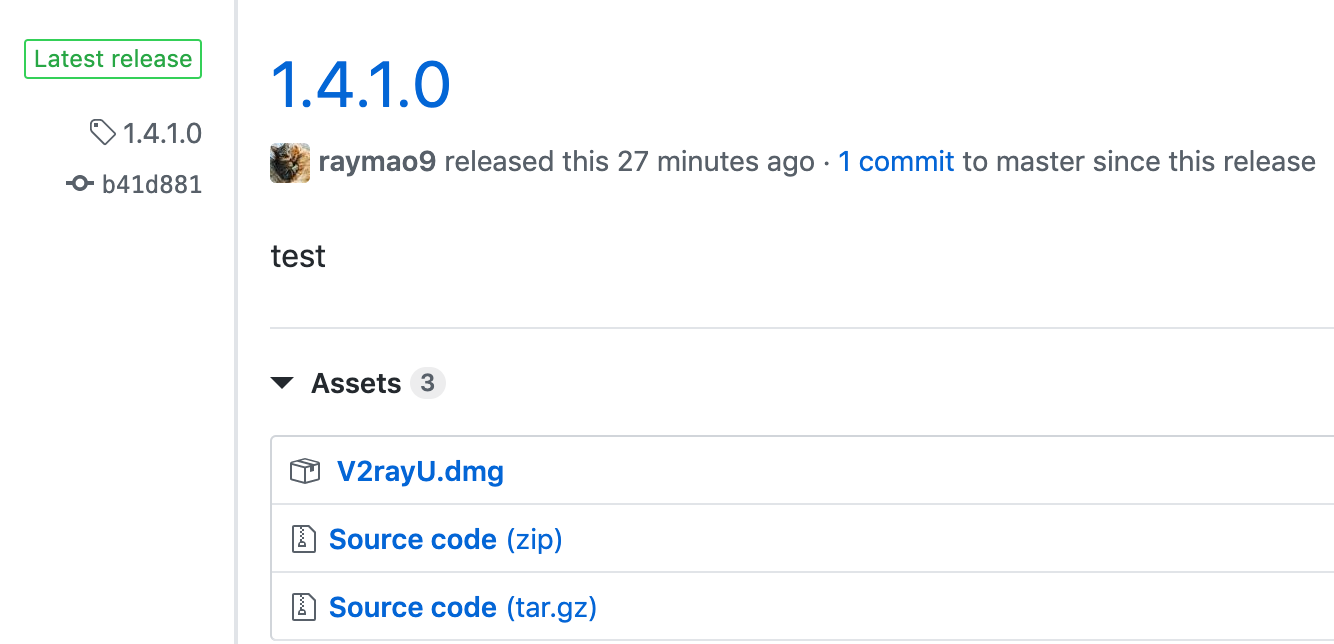 Latest release
1.4.1.0
b41d881
1.4.1.0
raymao9 released this 27 minutes ago · 1 commit to master since this release
test
Assets 3
V2rayU.dmg
Source code (zip)
Source code (tar.gz)